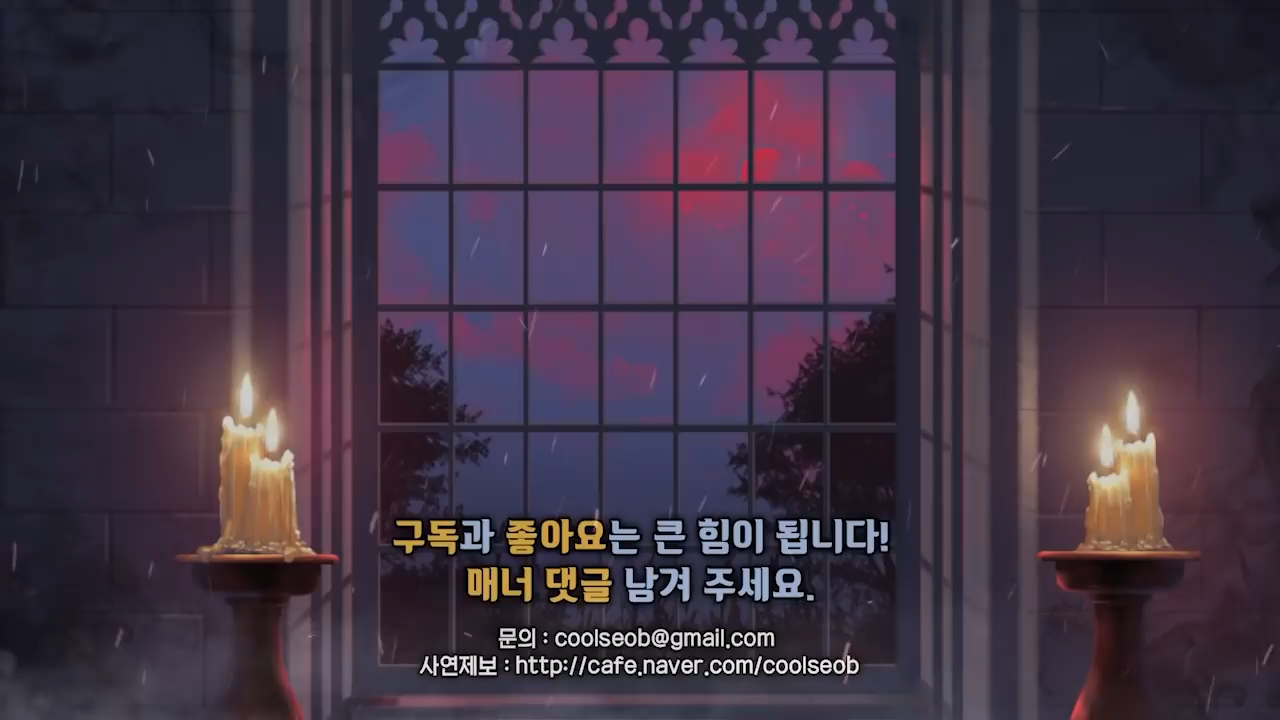 구독과 좋아요는 큰 힘이 됩니다!
매너 댓글 남겨 주세요.
문의 : coolseob@gmail.com
사연제보 : http://cafe.naver.com/coolseob